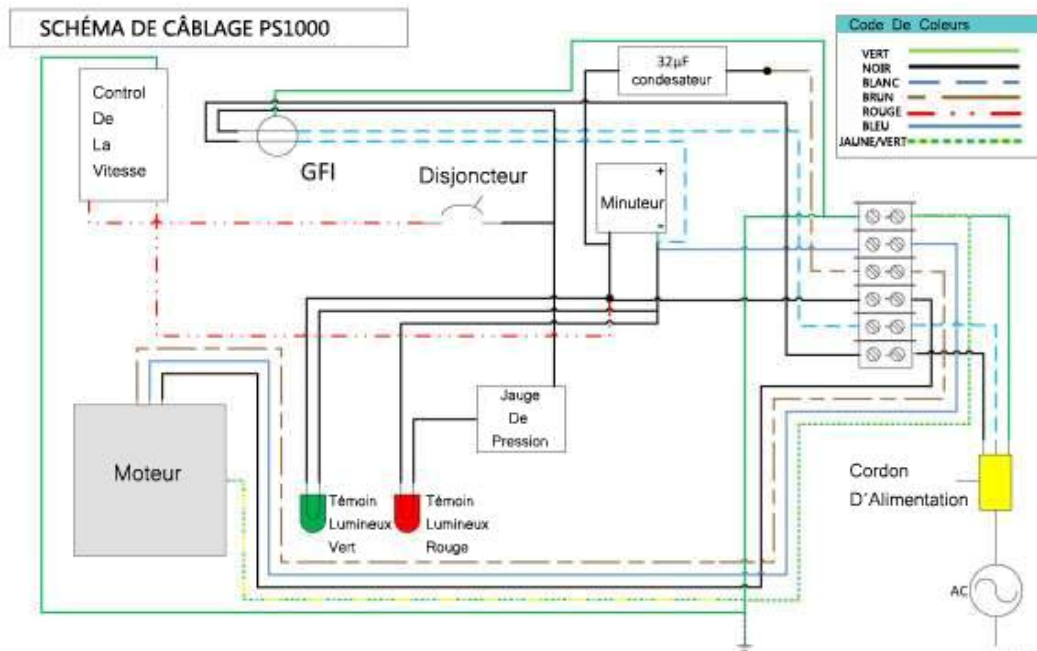 SCHÉMA DE CÂBLAGE PS1000
Code De Coleurs
VERT
NOIR
BLANC
BRUN
ROUGE
BLEU
JAUNE/VERT
Control
De
La
Vitesse
32µF
condesateur
GFI
Disjoncteur
+
Minuteur
-
Jauge
De
Pression
Moteur
Témoin
Lumineux
Vert
Témoin
Lumineux
Rouge
Cordon
D'Alimentation
AC